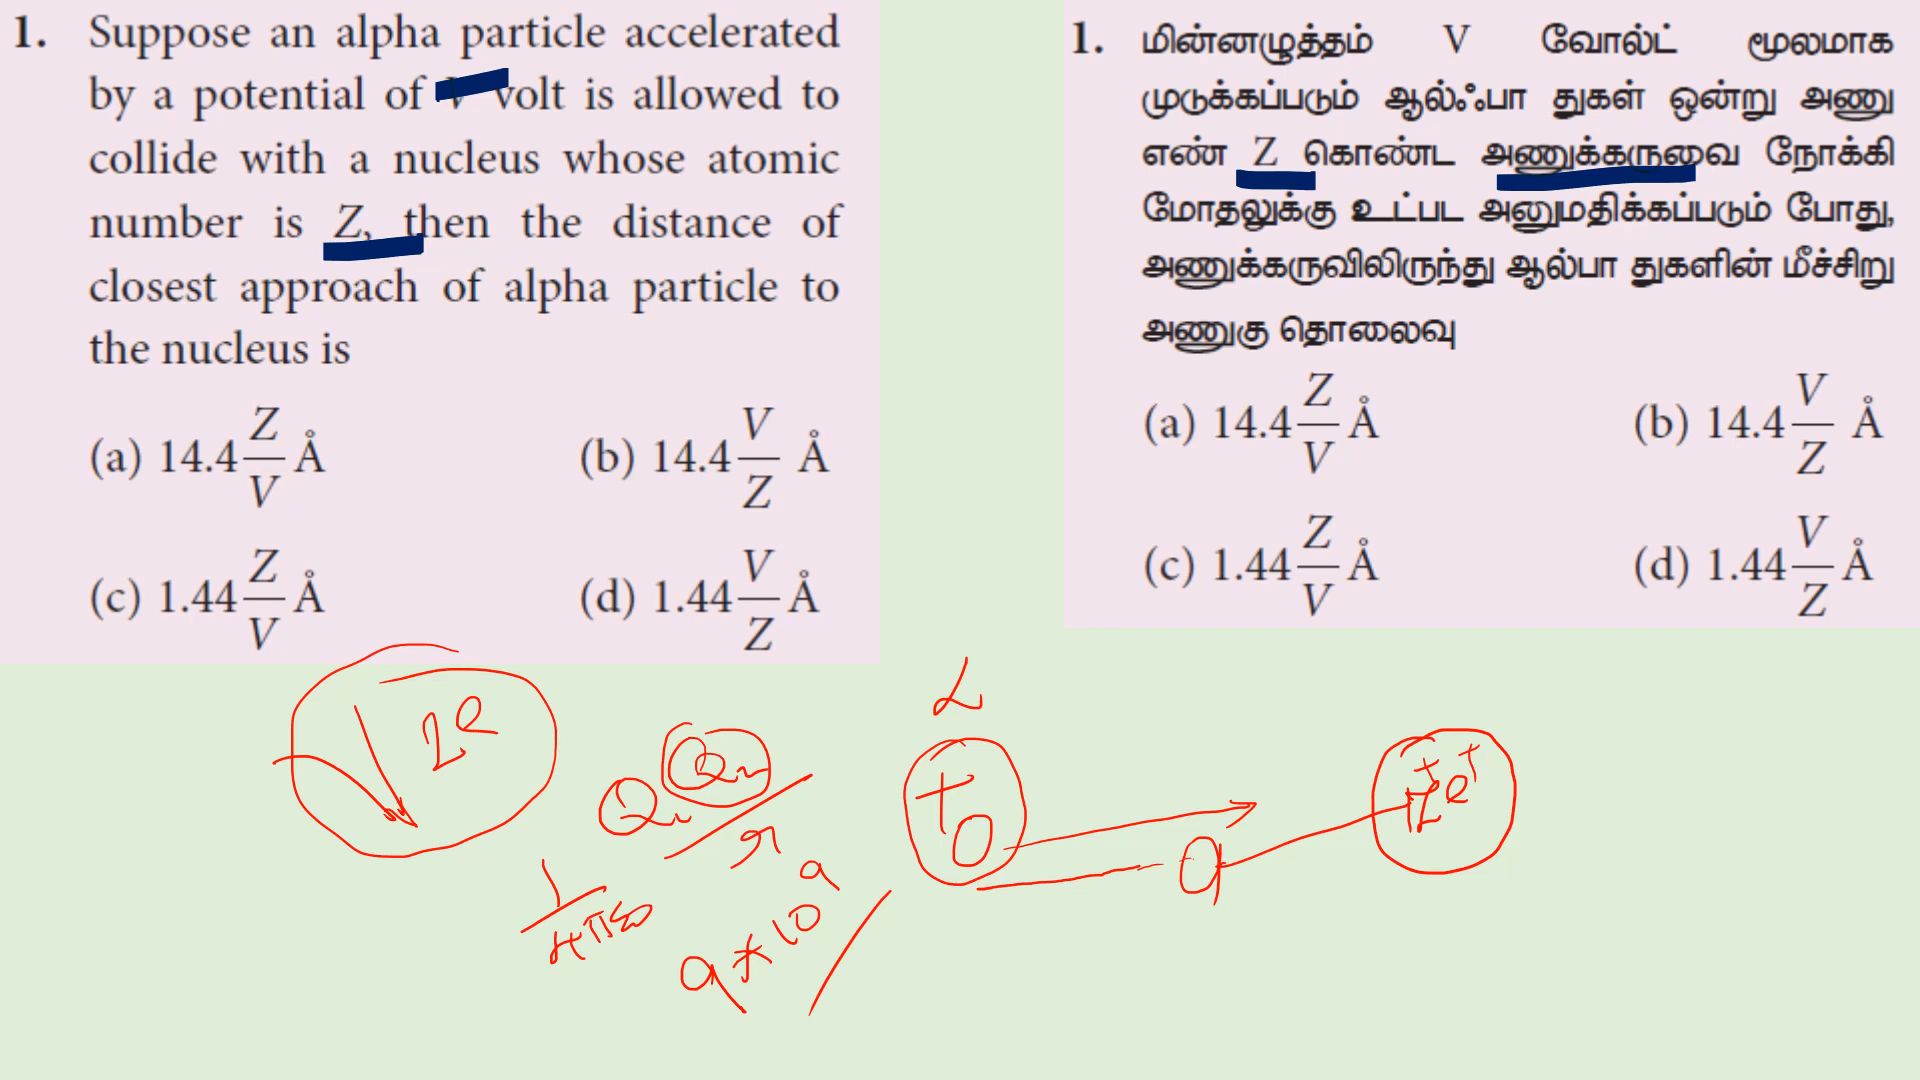 1. Suppose an alpha particle accelerated
by a potential of V volt is allowed to
collide with a nucleus whose atomic
number is Z, then the distance of
closest approach of alpha particle to
the nucleus is
(a) 14.4 Z/V Å (b) 14.4 V/Z Å
(c) 1.44 Z/V Å (d) 1.44 V/Z Å
1. மின்னழுத்தம் V வோல்ட் மூலமாக
முடுக்கப்படும் ஆல்ஃபா துகள் ஒன்று அணு
எண் Z கொண்ட அணுக்கருவை நோக்கி
மோதலுக்கு உட்பட அனுமதிக்கப்படும் போது,
அணுக்கருவிலிருந்து ஆல்பா துகளின் மீச்சிறு
அணுகு தொலைவு
(a) 14.4 Z/V Å (b) 14.4 V/Z Å
(c) 1.44 Z/V Å (d) 1.44 V/Z Å
2e
9 * 10 9